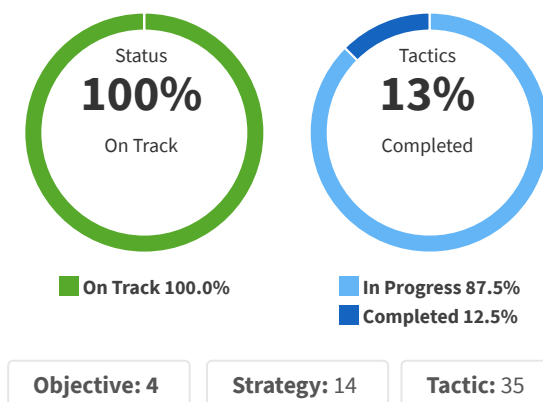 Status
100%
On Track
On Track 100.0%
Tactics
13%
Completed
In Progress 87.5%
Completed 12.5%
Objective: 4
Strategy: 14
Tactic: 35